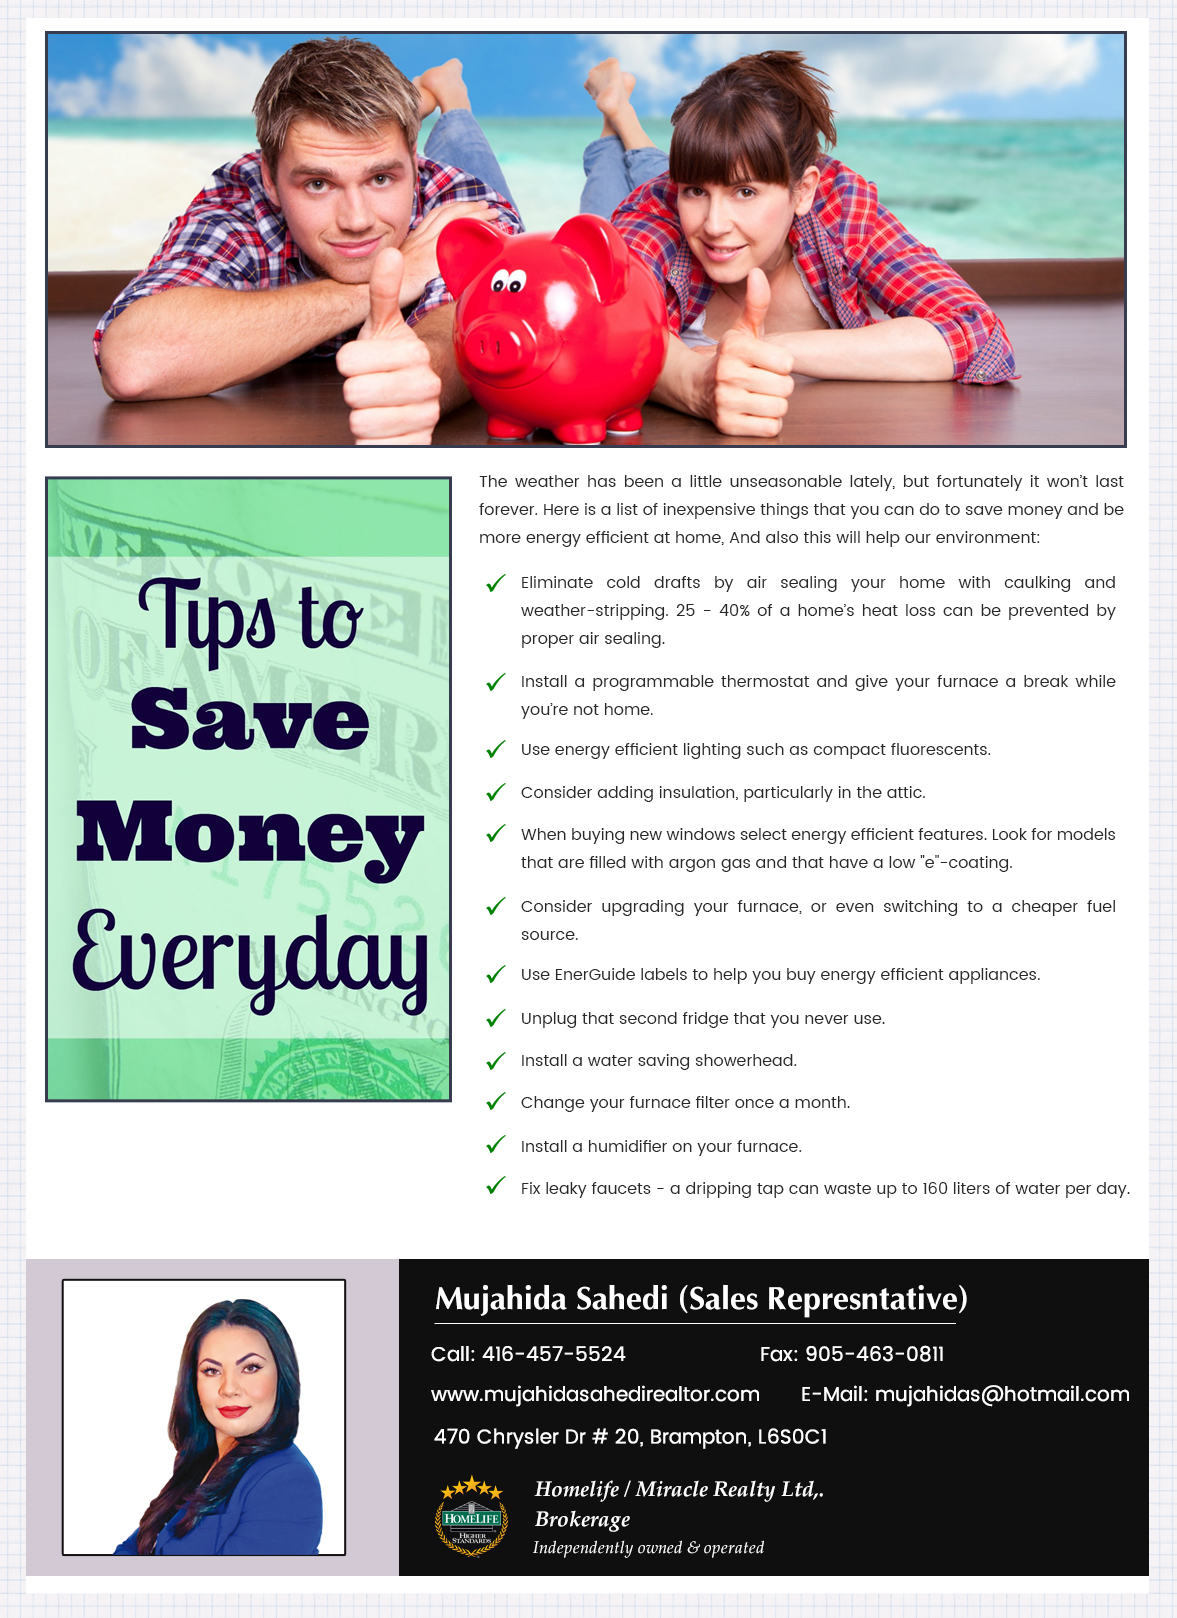 Tips to
Save
Money
Everyday
The weather has been a little unseasonable lately, but fortunately it won't last
forever. Here is a list of inexpensive things that you can do to save money and be
more energy efficient at home, And also this will help our environment:
Eliminate cold drafts by air sealing your home with caulking and
weather-stripping. 25 - 40% of a home's heat loss can be prevented by
proper air sealing.
Install a programmable thermostat and give your furnace a break while
you're not home.
Use energy efficient lighting such as compact fluorescents.
Consider adding insulation, particularly in the attic.
When buying new windows select energy efficient features. Look for models
that are filled with argon gas and that have a low "e"-coating.
Consider upgrading your furnace, or even switching to a cheaper fuel
source.
Use EnerGuide labels to help you buy energy efficient appliances.
Unplug that second fridge that you never use.
Install a water saving showerhead.
Change your furnace filter once a month.
Install a humidifier on your furnace.
Fix leaky faucets - a dripping tap can waste up to 160 liters of water per day.
Mujahida Sahedi (Sales Represntative)
Call: 416-457-5524 Fax: 905-463-0811
www.mujahidasahedirealtor.com E-Mail: mujahidas@hotmail.com
470 Chrysler Dr # 20, Brampton, L6S0C1
HOMELIFE
HIGHER
STANDARDS
Homelife / Miracle Realty Ltd,.
Brokerage
Independently owned & operated